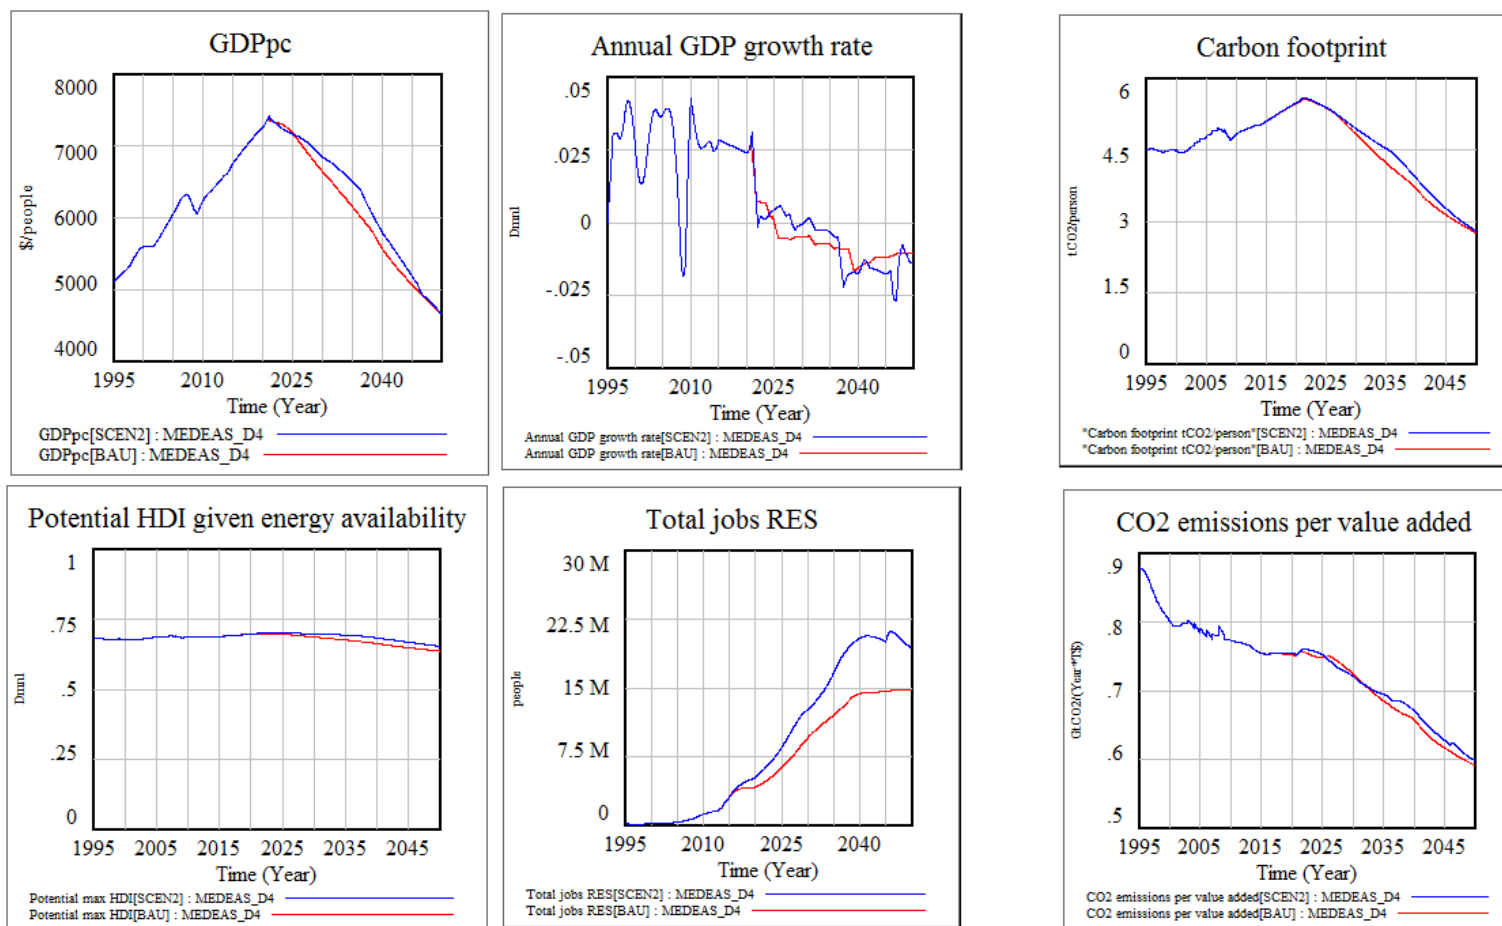 GDPpc
8000
7000
6000
5000
4000
$/people
1995 2010 2025 2040
Time (Year)
GDPpc[SCEN2] : MEDEAS_D4
GDPpc[BAU] : MEDEAS_D4
Annual GDP growth rate
.05
.025
0
-.025
-.05
Dmnl
1995 2010 2025 2040
Time (Year)
Annual GDP growth rate[SCEN2] : MEDEAS_D4
Annual GDP growth rate[BAU] : MEDEAS_D4
Carbon footprint
6
4.5
3
1.5
0
tCO2/person
1995 2005 2015 2025 2035 2045
Time (Year)
"Carbon footprint tCO2/person"[SCEN2] : MEDEAS_D4
"Carbon footprint tCO2/person"[BAU] : MEDEAS_D4
Potential HDI given energy availability
1
.75
.5
.25
0
Dmnl
1995 2005 2015 2025 2035 2045
Time (Year)
Potential max HDI[SCEN2] : MEDEAS_D4
Potential max HDI[BAU] : MEDEAS_D4
Total jobs RES
30 M
22.5 M
15 M
7.5 M
0
people
1995 2010 2025 2040
Time (Year)
Total jobs RES[SCEN2] : MEDEAS_D4
Total jobs RES[BAU] : MEDEAS_D4
CO2 emissions per value added
.9
.8
.7
.6
.5
GtCO2/(Year*T$)
1995 2005 2015 2025 2035 2045
Time (Year)
CO2 emissions per value added[SCEN2] : MEDEAS_D4
CO2 emissions per value added[BAU] : MEDEAS_D4